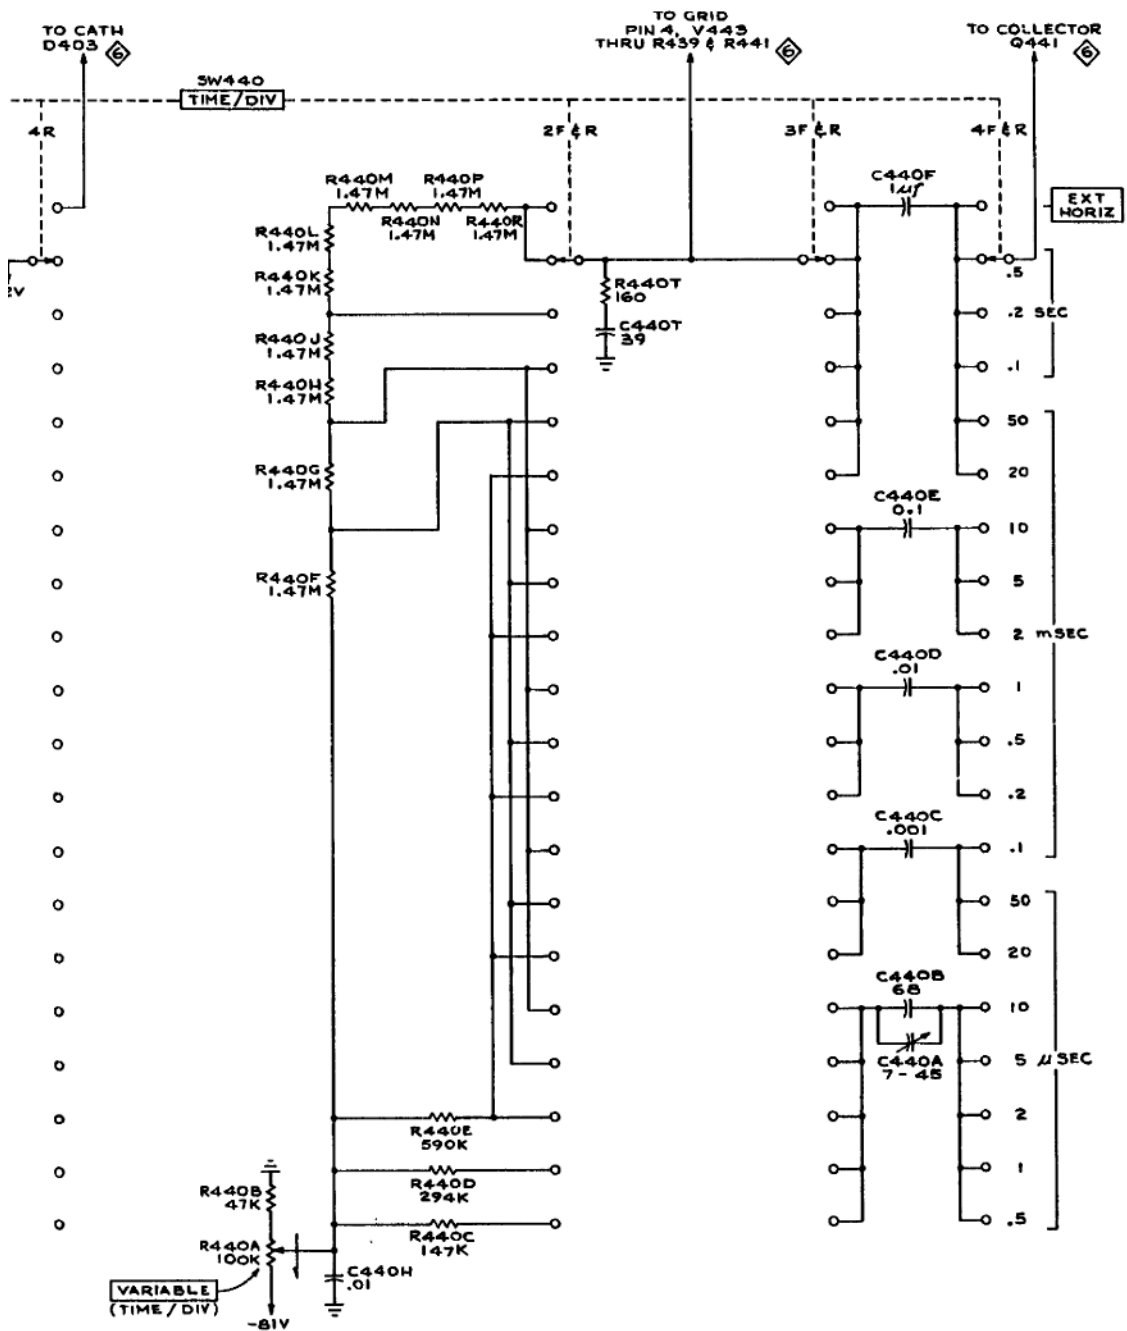 TO CATH
D403 6
TO GRID
PIN 4, V443
THRU R439 & R441 6
TO COLLECTOR
Q441 6
SW440
TIME/DIV
4R
2F & R
3F & R
4F & R
EXT
HORIZ
R440M
1.47M
R440P
1.47M
R440N
1.47M
R440R
1.47M
R440L
1.47M
R440K
1.47M
R440J
1.47M
R440H
1.47M
R440G
1.47M
R440F
1.47M
R440T
160
C440T
39
C440F
1µf
.5
.2 SEC
.1
50
20
C440E
0.1
10
5
2 mSEC
C440D
.01
1
.5
.2
C440C
.001
.1
50
20
C440B
68
10
C440A
7-45
5 µSEC
2
1
.5
R440E
590K
R440D
294K
R440C
147K
R440B
47K
R440A
100K
C440H
.01
VARIABLE
(TIME/DIV)
-81V